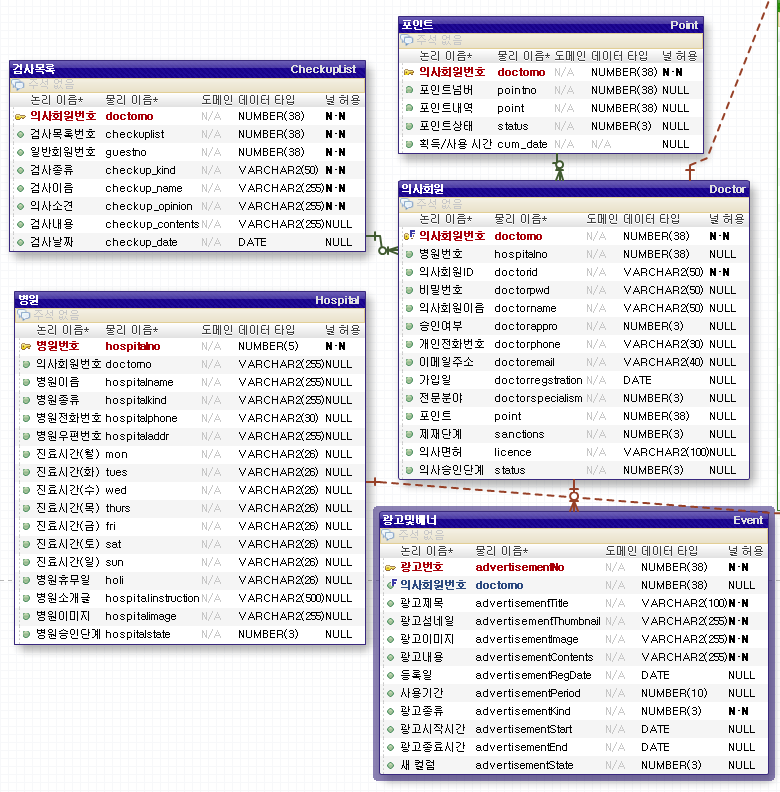 포인트 Point
주석 없음
논리 이름* 물리 이름* 도메인 데이터 타입 널 허용
의사회원번호 doctorno N/A NUMBER(38) N-N
포인트넘버 pointno N/A NUMBER(38) NULL
포인트내역 point N/A NUMBER(38) NULL
포인트상태 status N/A NUMBER(3) NULL
획득/사용 시간 cum_date N/A N/A NULL
검사목록 CheckupList
주석 없음
논리 이름* 물리 이름* 도메인 데이터 타입 널 허용
의사회원번호 doctorno N/A NUMBER(38) N-N
검사목록번호 checkuplist N/A NUMBER(38) N-N
일반회원번호 guestno N/A NUMBER(38) N-N
검사종류 checkup_kind N/A VARCHAR2(50) N-N
검사이름 checkup_name N/A VARCHAR2(255) N-N
의사소견 checkup_opinion N/A VARCHAR2(255) N-N
검사내용 checkup_contents N/A VARCHAR2(255) NULL
검사날짜 checkup_date N/A DATE NULL
의사회원 Doctor
주석 없음
논리 이름* 물리 이름* 도메인 데이터 타입 널 허용
의사회원번호 doctorno N/A NUMBER(38) N-N
병원번호 hospitalno N/A NUMBER(38) NULL
의사회원ID doctorid N/A VARCHAR2(50) N-N
비밀번호 doctorpwd N/A VARCHAR2(50) NULL
의사회원이름 doctorname N/A VARCHAR2(50) NULL
승인여부 doctorappro N/A NUMBER(3) NULL
개인전화번호 doctorphone N/A VARCHAR2(30) NULL
이메일주소 doctoremail N/A VARCHAR2(40) NULL
가입일 doctorregstration N/A DATE NULL
전문분야 doctorspecialism N/A NUMBER(3) NULL
포인트 point N/A NUMBER(38) NULL
제재단계 sanctions N/A NUMBER(3) NULL
의사면허 licence N/A VARCHAR2(100) NULL
의사승인단계 status N/A NUMBER(3) NULL
병원 Hospital
주석 없음
논리 이름* 물리 이름* 도메인 데이터 타입 널 허용
병원번호 hospitalno N/A NUMBER(5) N-N
의사회원번호 doctorno N/A VARCHAR2(255) NULL
병원이름 hospitalname N/A VARCHAR2(255) NULL
병원종류 hospitalkind N/A VARCHAR2(255) NULL
병원전화번호 hospitalphone N/A VARCHAR2(30) NULL
병원우편번호 hospitaladdr N/A VARCHAR2(255) NULL
진료시간(월) mon N/A VARCHAR2(26) NULL
진료시간(화) tues N/A VARCHAR2(26) NULL
진료시간(수) wed N/A VARCHAR2(26) NULL
진료시간(목) thurs N/A VARCHAR2(26) NULL
진료시간(금) fri N/A VARCHAR2(26) NULL
진료시간(토) sat N/A VARCHAR2(26) NULL
진료시간(일) sun N/A VARCHAR2(26) NULL
병원휴무일 holi N/A VARCHAR2(26) NULL
병원소개글 hospitalinstruction N/A VARCHAR2(500) NULL
병원이미지 hospitalimage N/A VARCHAR2(255) NULL
병원승인단계 hospitalstate N/A NUMBER(3) NULL
광고및배너 Event
주석 없음
논리 이름* 물리 이름* 도메인 데이터 타입 널 허용
광고번호 advertisementNo N/A NUMBER(38) N-N
의사회원번호 doctorno N/A NUMBER(38) NULL
광고제목 advertisementTitle N/A VARCHAR2(100) N-N
광고섬네일 advertisementThumbnail N/A VARCHAR2(255) N-N
광고이미지 advertisementImage N/A VARCHAR2(255) N-N
광고내용 advertisementContents N/A VARCHAR2(255) N-N
등록일 advertisementRegDate N/A DATE NULL
사용기간 advertisementPeriod N/A NUMBER(10) NULL
광고종류 advertisementKind N/A NUMBER(3) N-N
광고시작시간 advertisementStart N/A DATE NULL
광고종료시간 advertisementEnd N/A DATE NULL
새 컬럼 advertisementState N/A NUMBER(3) NULL